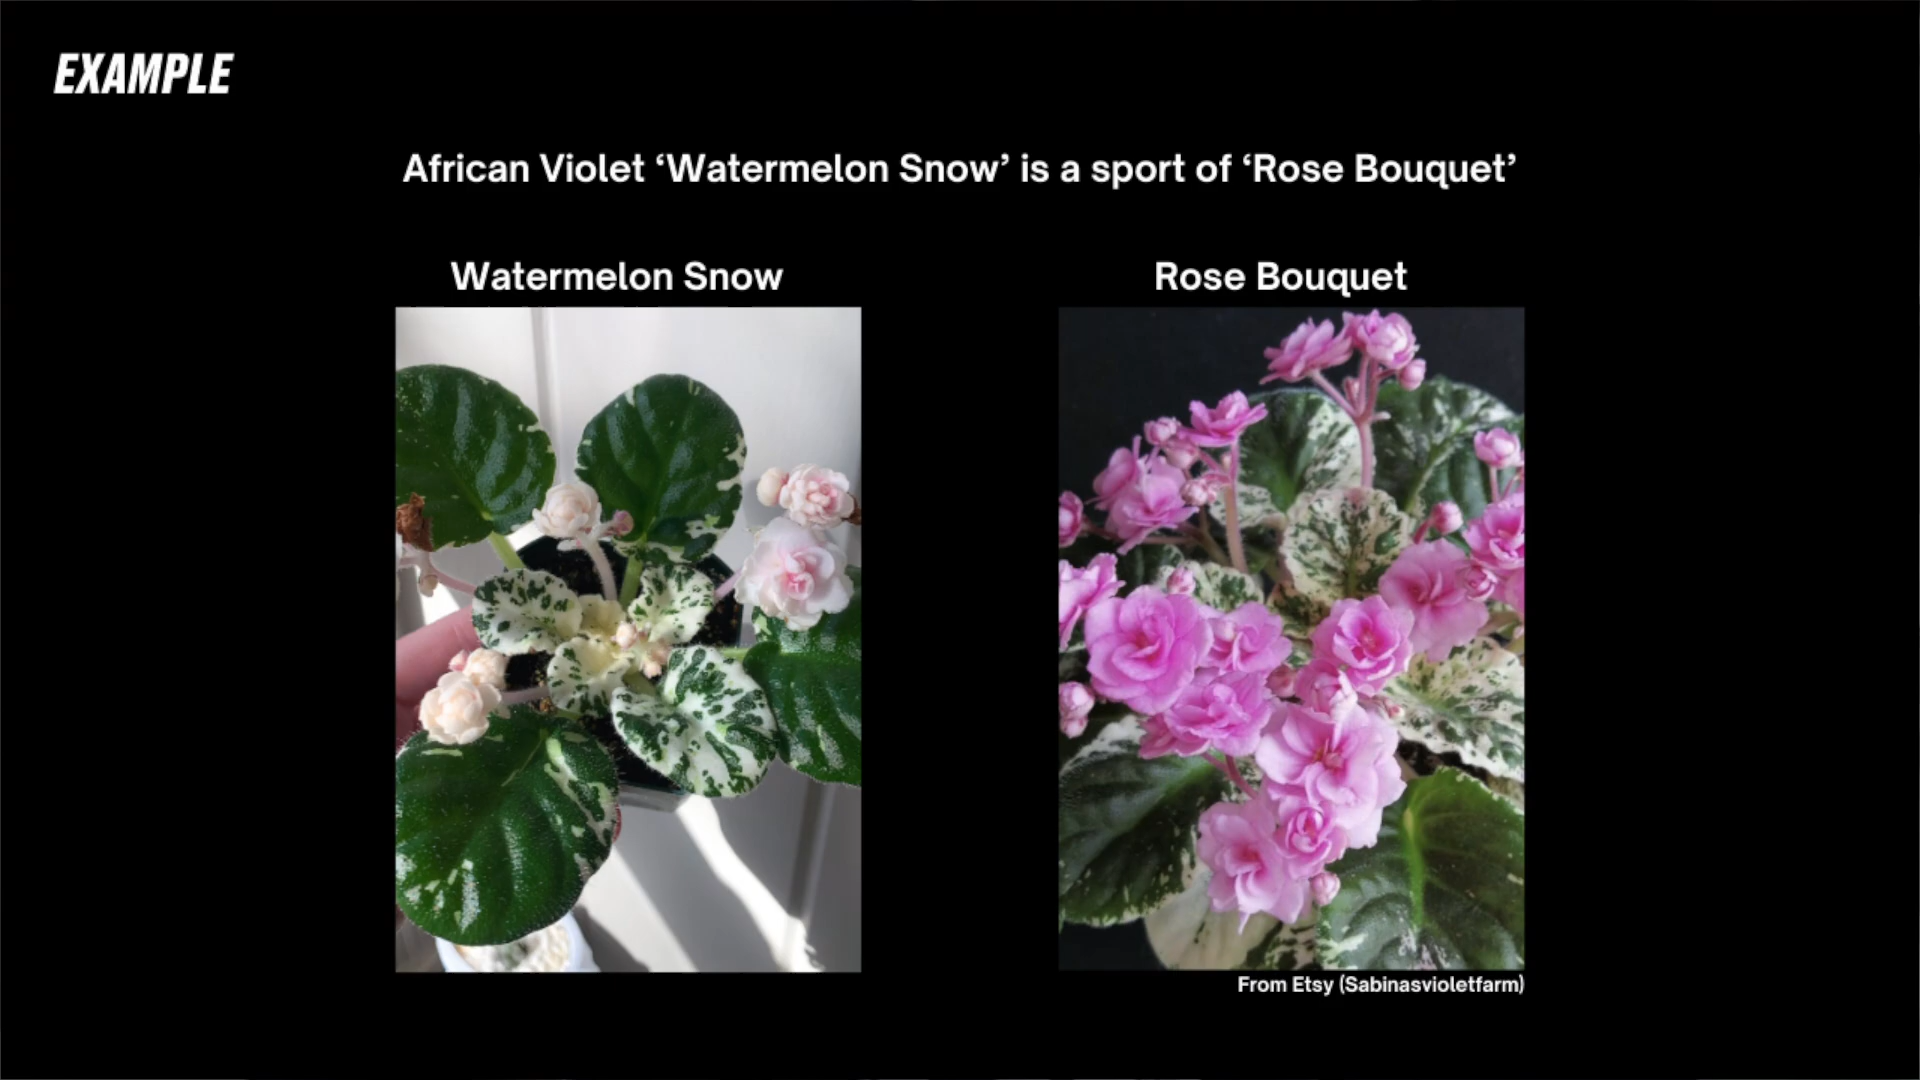 EXAMPLE
African Violet ‘Watermelon Snow’ is a sport of ‘Rose Bouquet’
Watermelon Snow
Rose Bouquet
From Etsy (Sabinasvioletfarm)